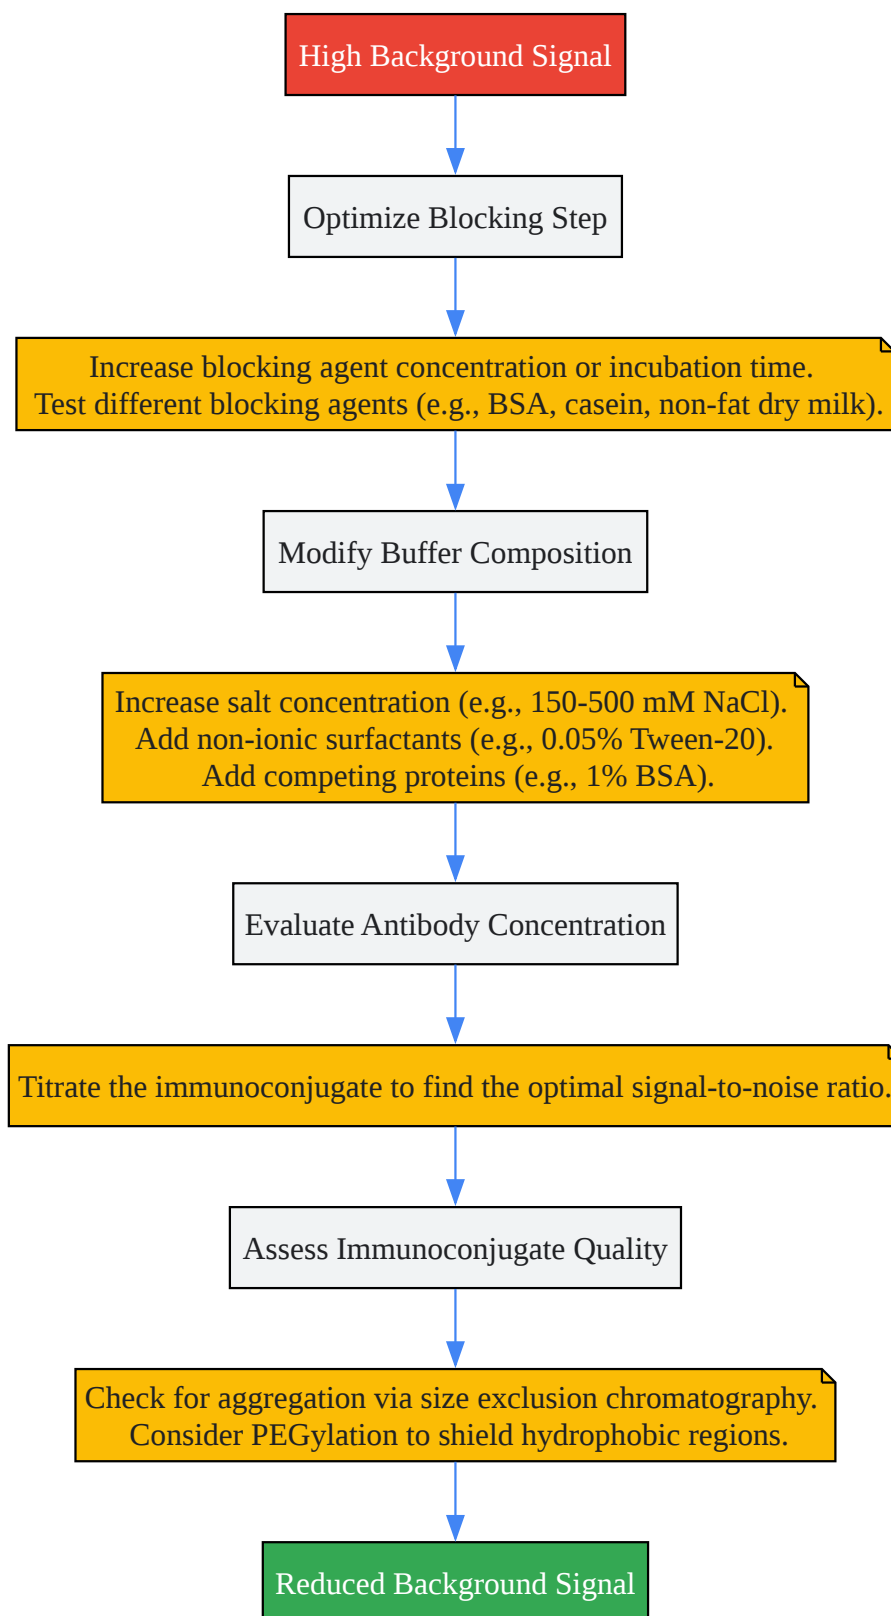 High Background Signal
Optimize Blocking Step
Increase blocking agent concentration or incubation time.
Test different blocking agents (e.g., BSA, casein, non-fat dry milk).
Modify Buffer Composition
Increase salt concentration (e.g., 150-500 mM NaCl).
Add non-ionic surfactants (e.g., 0.05% Tween-20).
Add competing proteins (e.g., 1% BSA).
Evaluate Antibody Concentration
Titrate the immunoconjugate to find the optimal signal-to-noise ratio.
Assess Immunoconjugate Quality
Check for aggregation via size exclusion chromatography.
Consider PEGylation to shield hydrophobic regions.
Reduced Background Signal